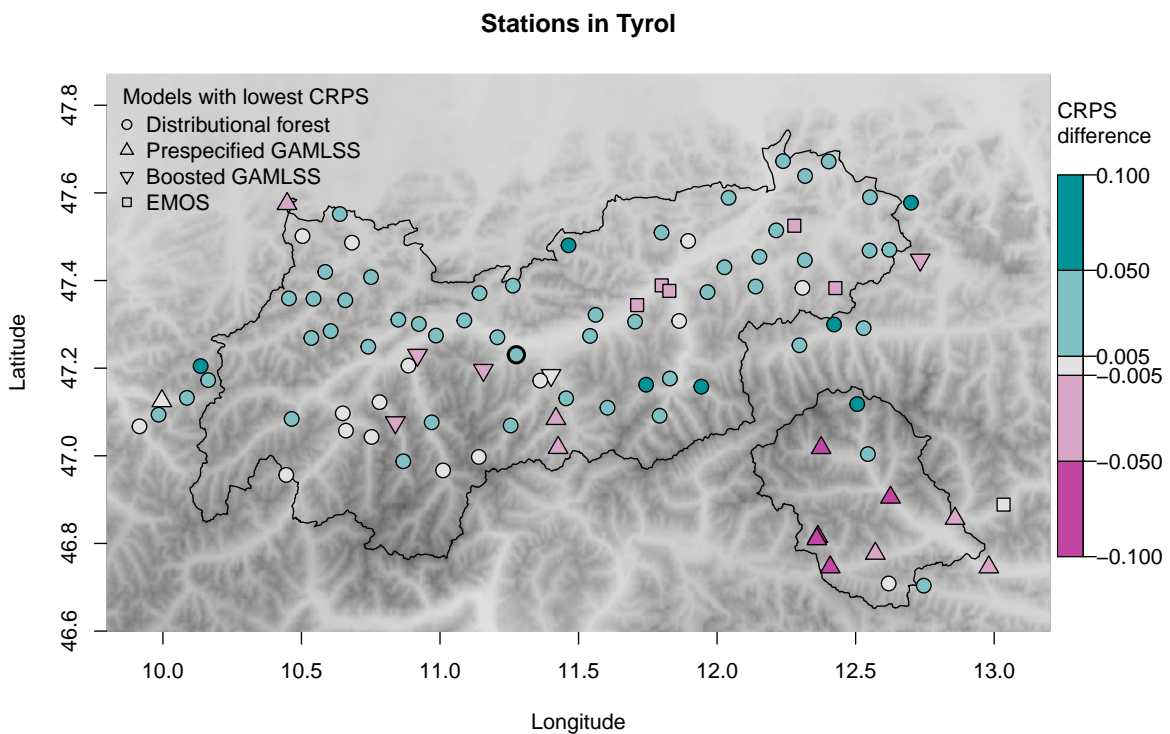 Stations in Tyrol
Models with lowest CRPS
Distributional forest
Prespecified GAMLSS
Boosted GAMLSS
EMOS
CRPS
difference
0.100
0.050
0.005
−0.005
−0.050
−0.100
Latitude
47.8
47.6
47.4
47.2
47.0
46.8
46.6
10.0 10.5 11.0 11.5 12.0 12.5 13.0
Longitude